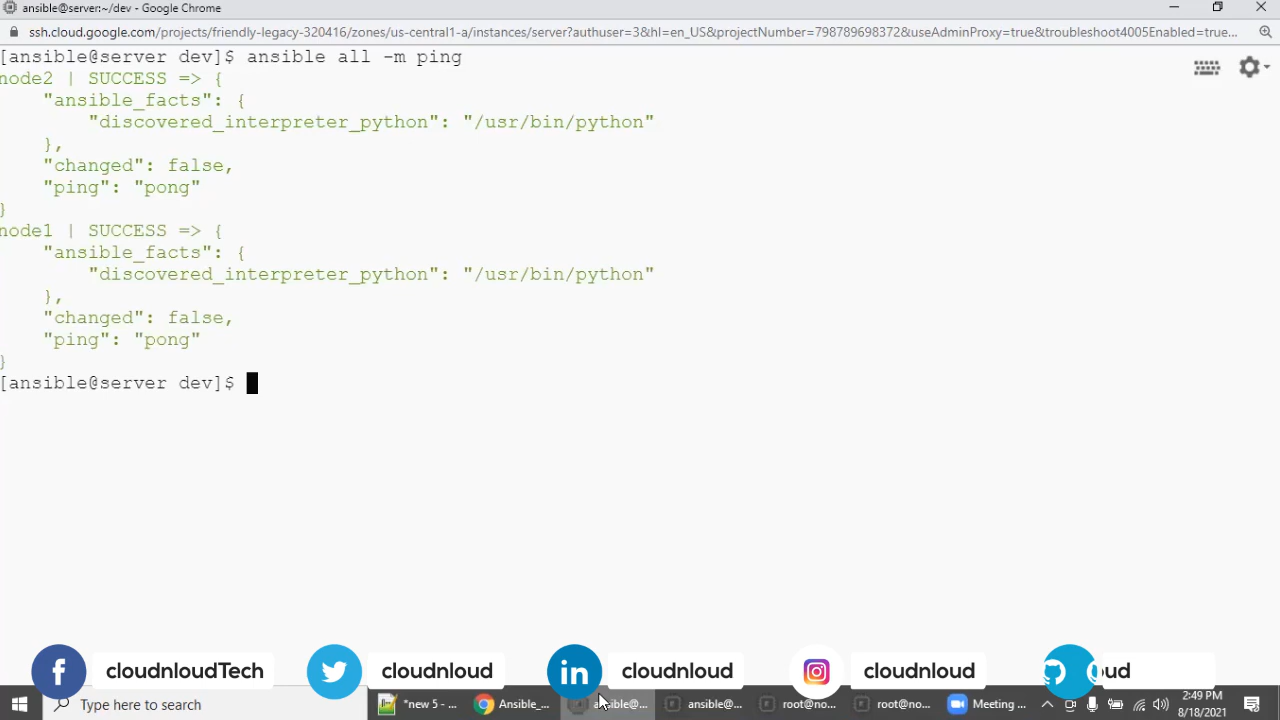 ansible@server:~/dev - Google Chrome
ssh.cloud.google.com/projects/friendly-legacy-320416/zones/us-central1-a/instances/server?authuser=3&hl=en_US&projectNumber=798789698372&useAdminProxy=true&troubleshoot4005Enabled=true...
[ansible@server dev]$ ansible all -m ping
node2 | SUCCESS => {
    "ansible_facts": {
        "discovered_interpreter_python": "/usr/bin/python"
    },
    "changed": false,
    "ping": "pong"
}
node1 | SUCCESS => {
    "ansible_facts": {
        "discovered_interpreter_python": "/usr/bin/python"
    },
    "changed": false,
    "ping": "pong"
}
[ansible@server dev]$
cloudnloudTech
cloudnloud
cloudnloud
cloudnloud
oud
Type here to search
"new 5 - ...
Ansible_...
ansible@...
ansible@...
root@no...
root@no...
Meeting ...
2:49 PM
8/18/2021